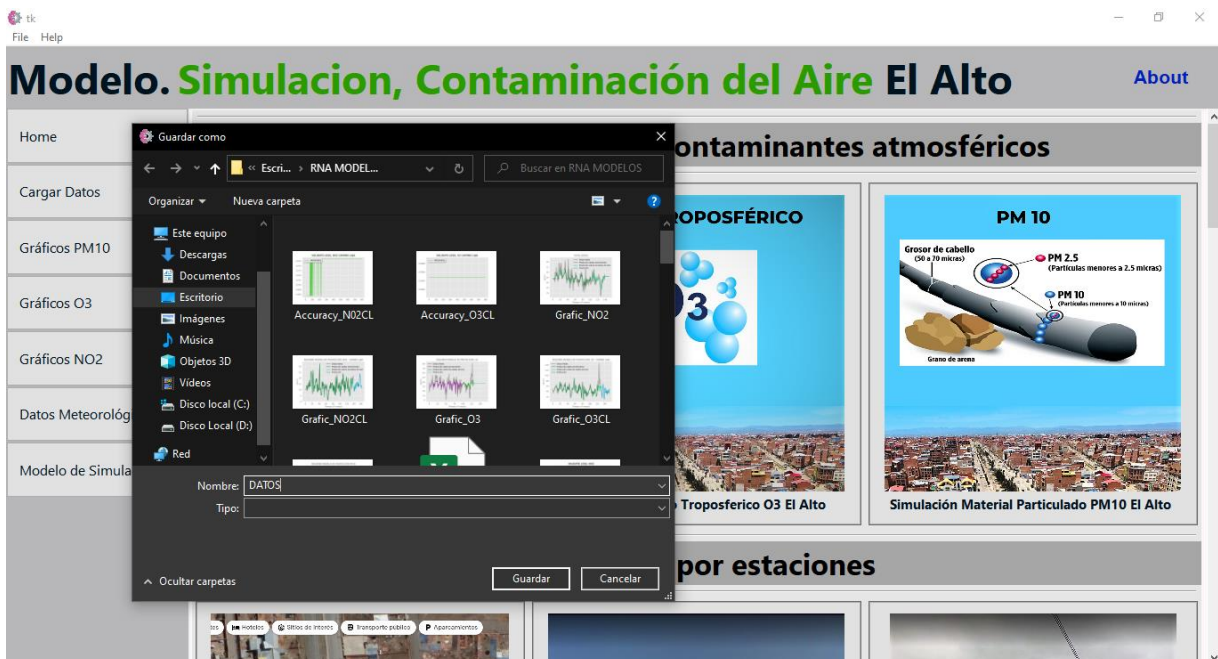 tk
File Help
Modelo. Simulacion, Contaminación del Aire El Alto
About
Home
Cargar Datos
Gráficos PM10
Gráficos O3
Gráficos NO2
Datos Meteorológ
Modelo de Simula
Guardar como
« Escri... › RNA MODEL...
Buscar en RNA MODELOS
Organizar
Nueva carpeta
Este equipo
Descargas
Documentos
Escritorio
Imágenes
Música
Objetos 3D
Vídeos
Disco local (C:)
Disco Local (D:)
Red
Accuracy_N02CL
Accuracy_O3CL
Grafic_NO2
Grafic_NO2CL
Grafic_O3
Grafic_O3CL
Nombre: DATOS
Tipo:
Ocultar carpetas
Guardar
Cancelar
ontaminantes atmosféricos
ROPOSFÉRICO
3
Troposferico O3 El Alto
PM 10
Grosor de cabello
(50 a 70 micras)
PM 2.5
(Partículas menores a 2.5 micras)
PM 10
(Partículas menores a 10 micras)
Grano de arena
Simulación Material Particulado PM10 El Alto
por estaciones
Hoteles
Sitios de interés
Transporte público
P Aparcamientos